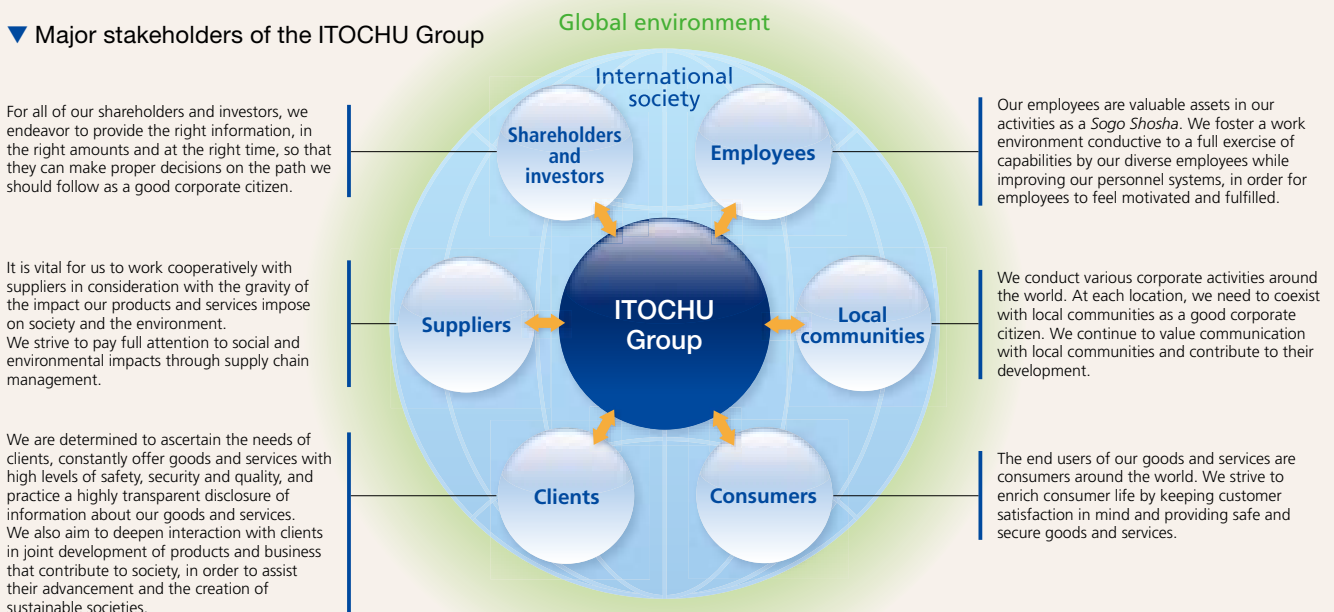 ▼ Major stakeholders of the ITOCHU Group
Global environment
International
society
For all of our shareholders and investors, we
endeavor to provide the right information, in
the right amounts and at the right time, so that
they can make proper decisions on the path we
should follow as a good corporate citizen.
Shareholders
and
investors
Employees
Our employees are valuable assets in our
activities as a Sogo Shosha. We foster a work
environment conductive to a full exercise of
capabilities by our diverse employees while
improving our personnel systems, in order for
employees to feel motivated and fulfilled.
It is vital for us to work cooperatively with
suppliers in consideration with the gravity of
the impact our products and services impose
on society and the environment.
We strive to pay full attention to social and
environmental impacts through supply chain
management.
Suppliers
ITOCHU
Group
Local
communities
We conduct various corporate activities around
the world. At each location, we need to coexist
with local communities as a good corporate
citizen. We continue to value communication
with local communities and contribute to their
development.
We are determined to ascertain the needs of
clients, constantly offer goods and services with
high levels of safety, security and quality, and
practice a highly transparent disclosure of
information about our goods and services.
We also aim to deepen interaction with clients
in joint development of products and business
that contribute to society, in order to assist
their advancement and the creation of
sustainable societies.
Clients
Consumers
The end users of our goods and services are
consumers around the world. We strive to
enrich consumer life by keeping customer
satisfaction in mind and providing safe and
secure goods and services.